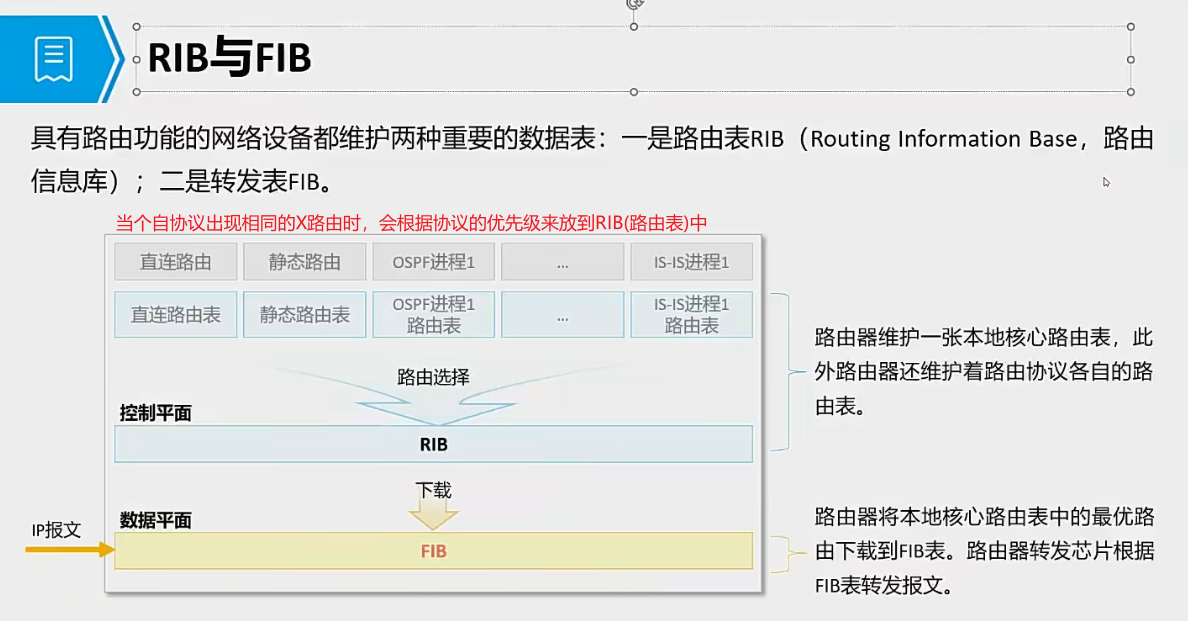 RIB与FIB
具有路由功能的网络设备都维护两种重要的数据表：一是路由表RIB（Routing Information Base，路由
信息库）；二是转发表FIB。
当个自协议出现相同的X路由时，会根据协议的优先级来放到RIB(路由表)中
直连路由 静态路由 OSPF进程1 ... IS-IS进程1
直连路由表 静态路由表 OSPF进程1 ... IS-IS进程1
路由表 路由表
路由选择
控制平面
RIB
路由器维护一张本地核心路由表，此
外路由器还维护着路由协议各自的路
由表。
下载
数据平面
IP报文
FIB
路由器将本地核心路由表中的最优路
由下载到FIB表。路由器转发芯片根据
FIB表转发报文。